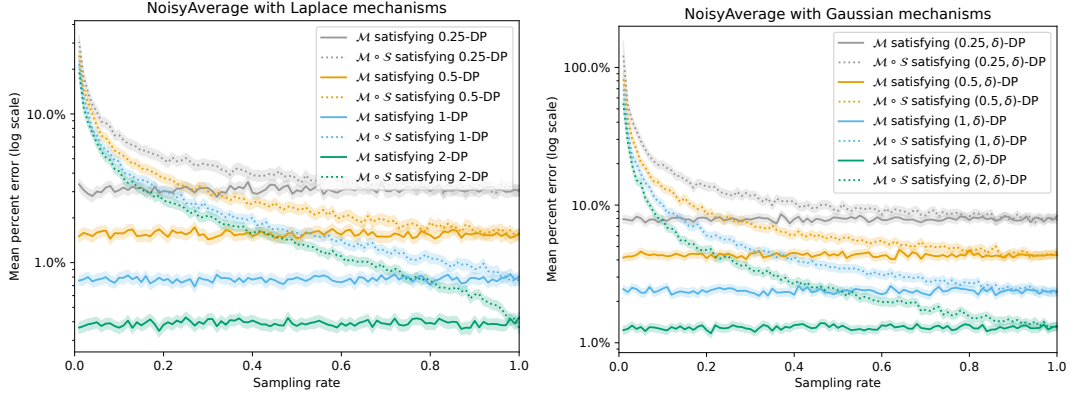 NoisyAverage with Laplace mechanisms
Mean percent error (log scale)
10.0%
1.0%
ℳ satisfying 0.25-DP
ℳ ∘ 𝒮 satisfying 0.25-DP
ℳ satisfying 0.5-DP
ℳ ∘ 𝒮 satisfying 0.5-DP
ℳ satisfying 1-DP
ℳ ∘ 𝒮 satisfying 1-DP
ℳ satisfying 2-DP
ℳ ∘ 𝒮 satisfying 2-DP
0.0 0.2 0.4 0.6 0.8 1.0
Sampling rate
NoisyAverage with Gaussian mechanisms
Mean percent error (log scale)
100.0%
10.0%
1.0%
ℳ satisfying (0.25, δ)-DP
ℳ ∘ 𝒮 satisfying (0.25, δ)-DP
ℳ satisfying (0.5, δ)-DP
ℳ ∘ 𝒮 satisfying (0.5, δ)-DP
ℳ satisfying (1, δ)-DP
ℳ ∘ 𝒮 satisfying (1, δ)-DP
ℳ satisfying (2, δ)-DP
ℳ ∘ 𝒮 satisfying (2, δ)-DP
0.0 0.2 0.4 0.6 0.8 1.0
Sampling rate